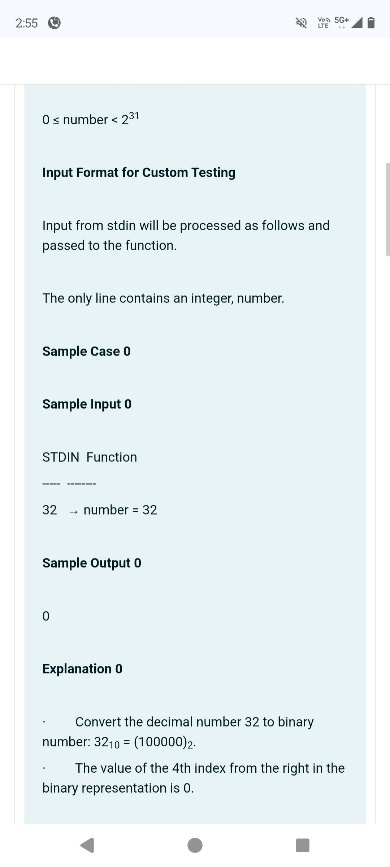 2:55
Vo)) 5G+
LTE
0 ≤ number < 2³¹
Input Format for Custom Testing
Input from stdin will be processed as follows and
passed to the function.
The only line contains an integer, number.
Sample Case 0
Sample Input 0
STDIN Function
----- --------
32 → number = 32
Sample Output 0
0
Explanation 0
· Convert the decimal number 32 to binary
number: 32₁₀ = (100000)₂.
· The value of the 4th index from the right in the
binary representation is 0.